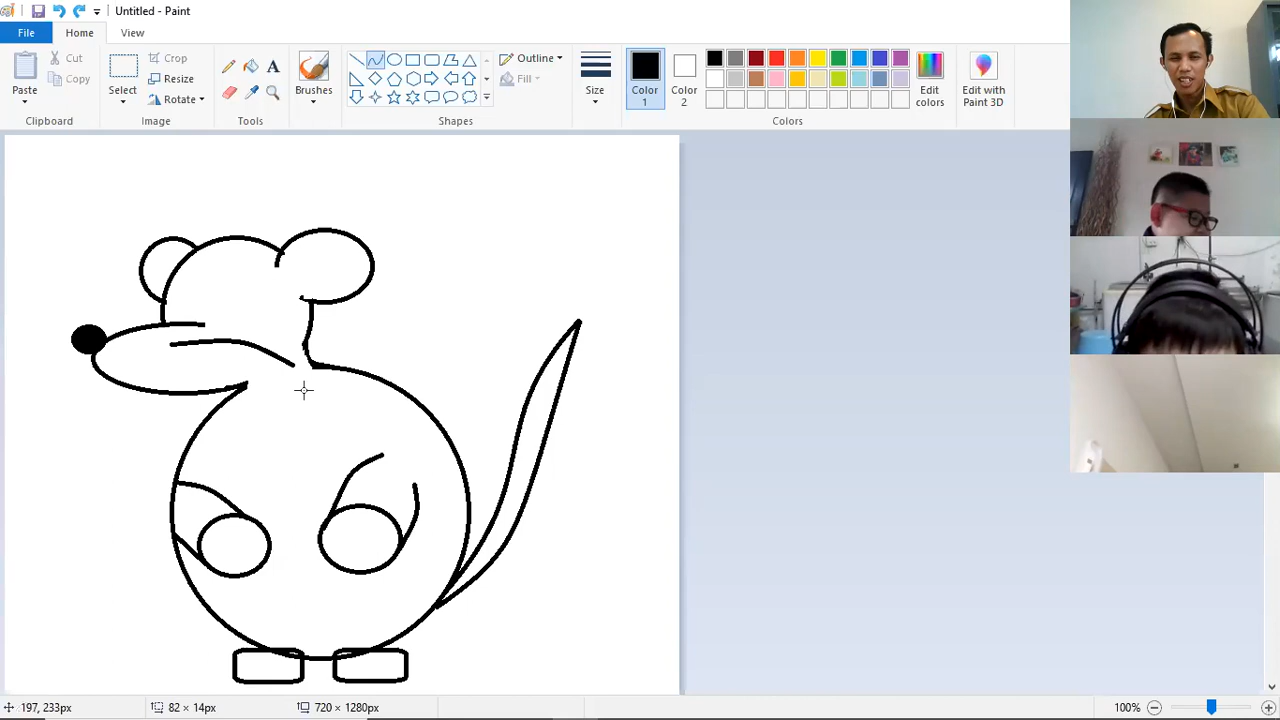 Untitled - Paint
File
Home
View
Paste
Cut
Copy
Clipboard
Select
Crop
Resize
Rotate
Image
A
Tools
Brushes
Outline
Fill
Shapes
Size
Color
1
Color
2
Edit
colors
Colors
Edit with
Paint 3D
197, 233px
82 × 14px
720 × 1280px
100%